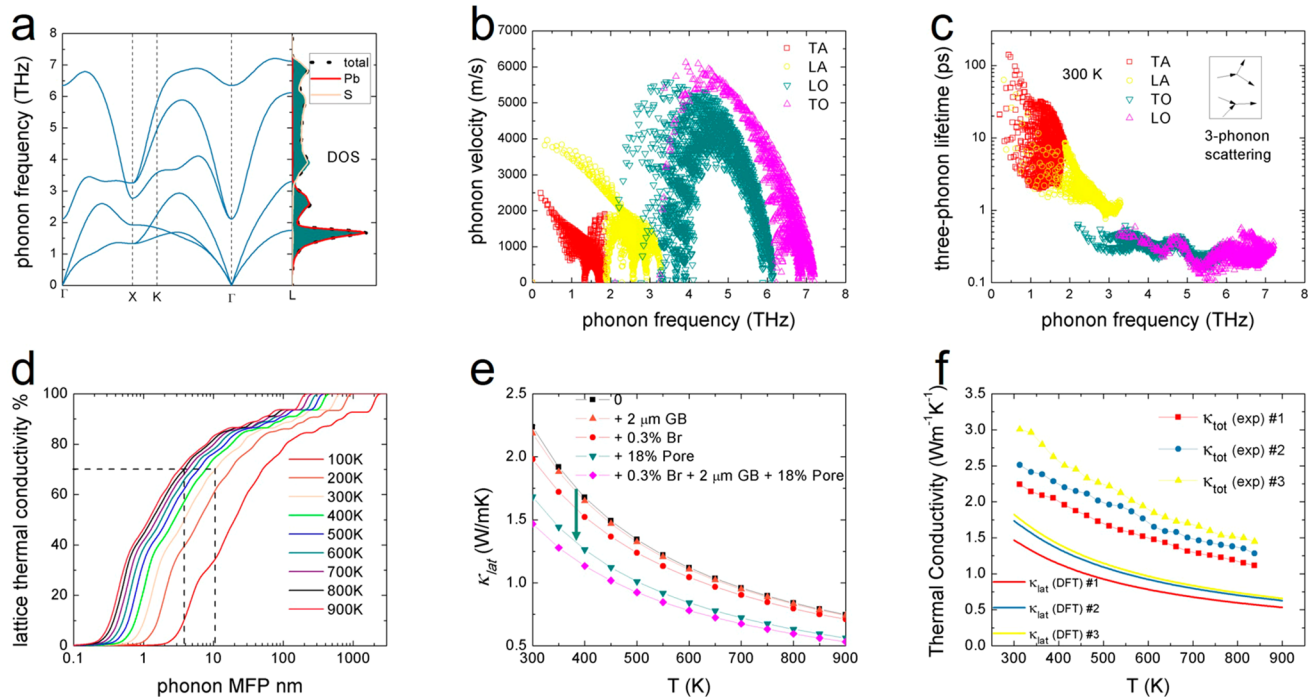 a
phonon frequency (THz)
8
7
6
5
4
3
2
1
0
Γ
X
K
Γ
L
total
Pb
S
DOS
b
phonon velocity (m/s)
7000
6000
5000
4000
3000
2000
1000
0
0
1
2
3
4
5
6
7
8
phonon frequency (THz)
TA
LA
LO
TO
c
three-phonon lifetime (ps)
100
10
1
0.1
0
1
2
3
4
5
6
7
8
phonon frequency (THz)
TA
LA
TO
LO
300 K
3-phonon
scattering
d
lattice thermal conductivity %
100
80
60
40
20
0
0.1
1
10
100
1000
phonon MFP nm
100K
200K
300K
400K
500K
600K
700K
800K
900K
e
κlat (W/mK)
2.5
2.0
1.5
1.0
0.5
300
400
500
600
700
800
900
T (K)
0
+ 2 μm GB
+ 0.3% Br
+ 18% Pore
+ 0.3% Br + 2 μm GB + 18% Pore
f
Thermal Conductivity (Wm⁻¹K⁻¹)
3.5
3.0
2.5
2.0
1.5
1.0
0.5
0.0
300
400
500
600
700
800
900
T (K)
κtot (exp) #1
κtot (exp) #2
κtot (exp) #3
κlat (DFT) #1
κlat (DFT) #2
κlat (DFT) #3